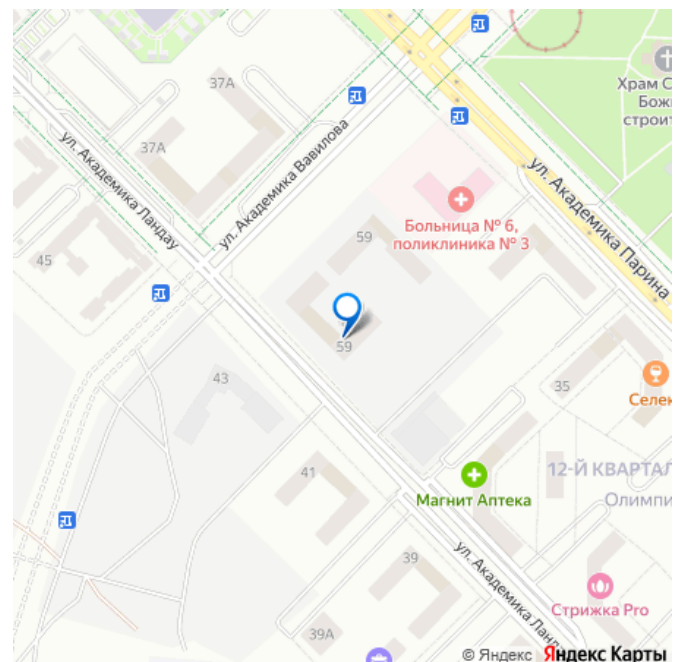 37А
Храм С
Божи
строит
37А
ул. Академика Вавилова
ул. Академика Ландау
ул. Академика Парина
Больница № 6,
поликлиника № 3
59
45
59
43
35
Селек
12-Й КВАРТАЛ
Олимпи
41
Магнит Аптека
39
ул. Академика Ланд
Стрижка Pro
39А
© Яндекс Яндекс Карты